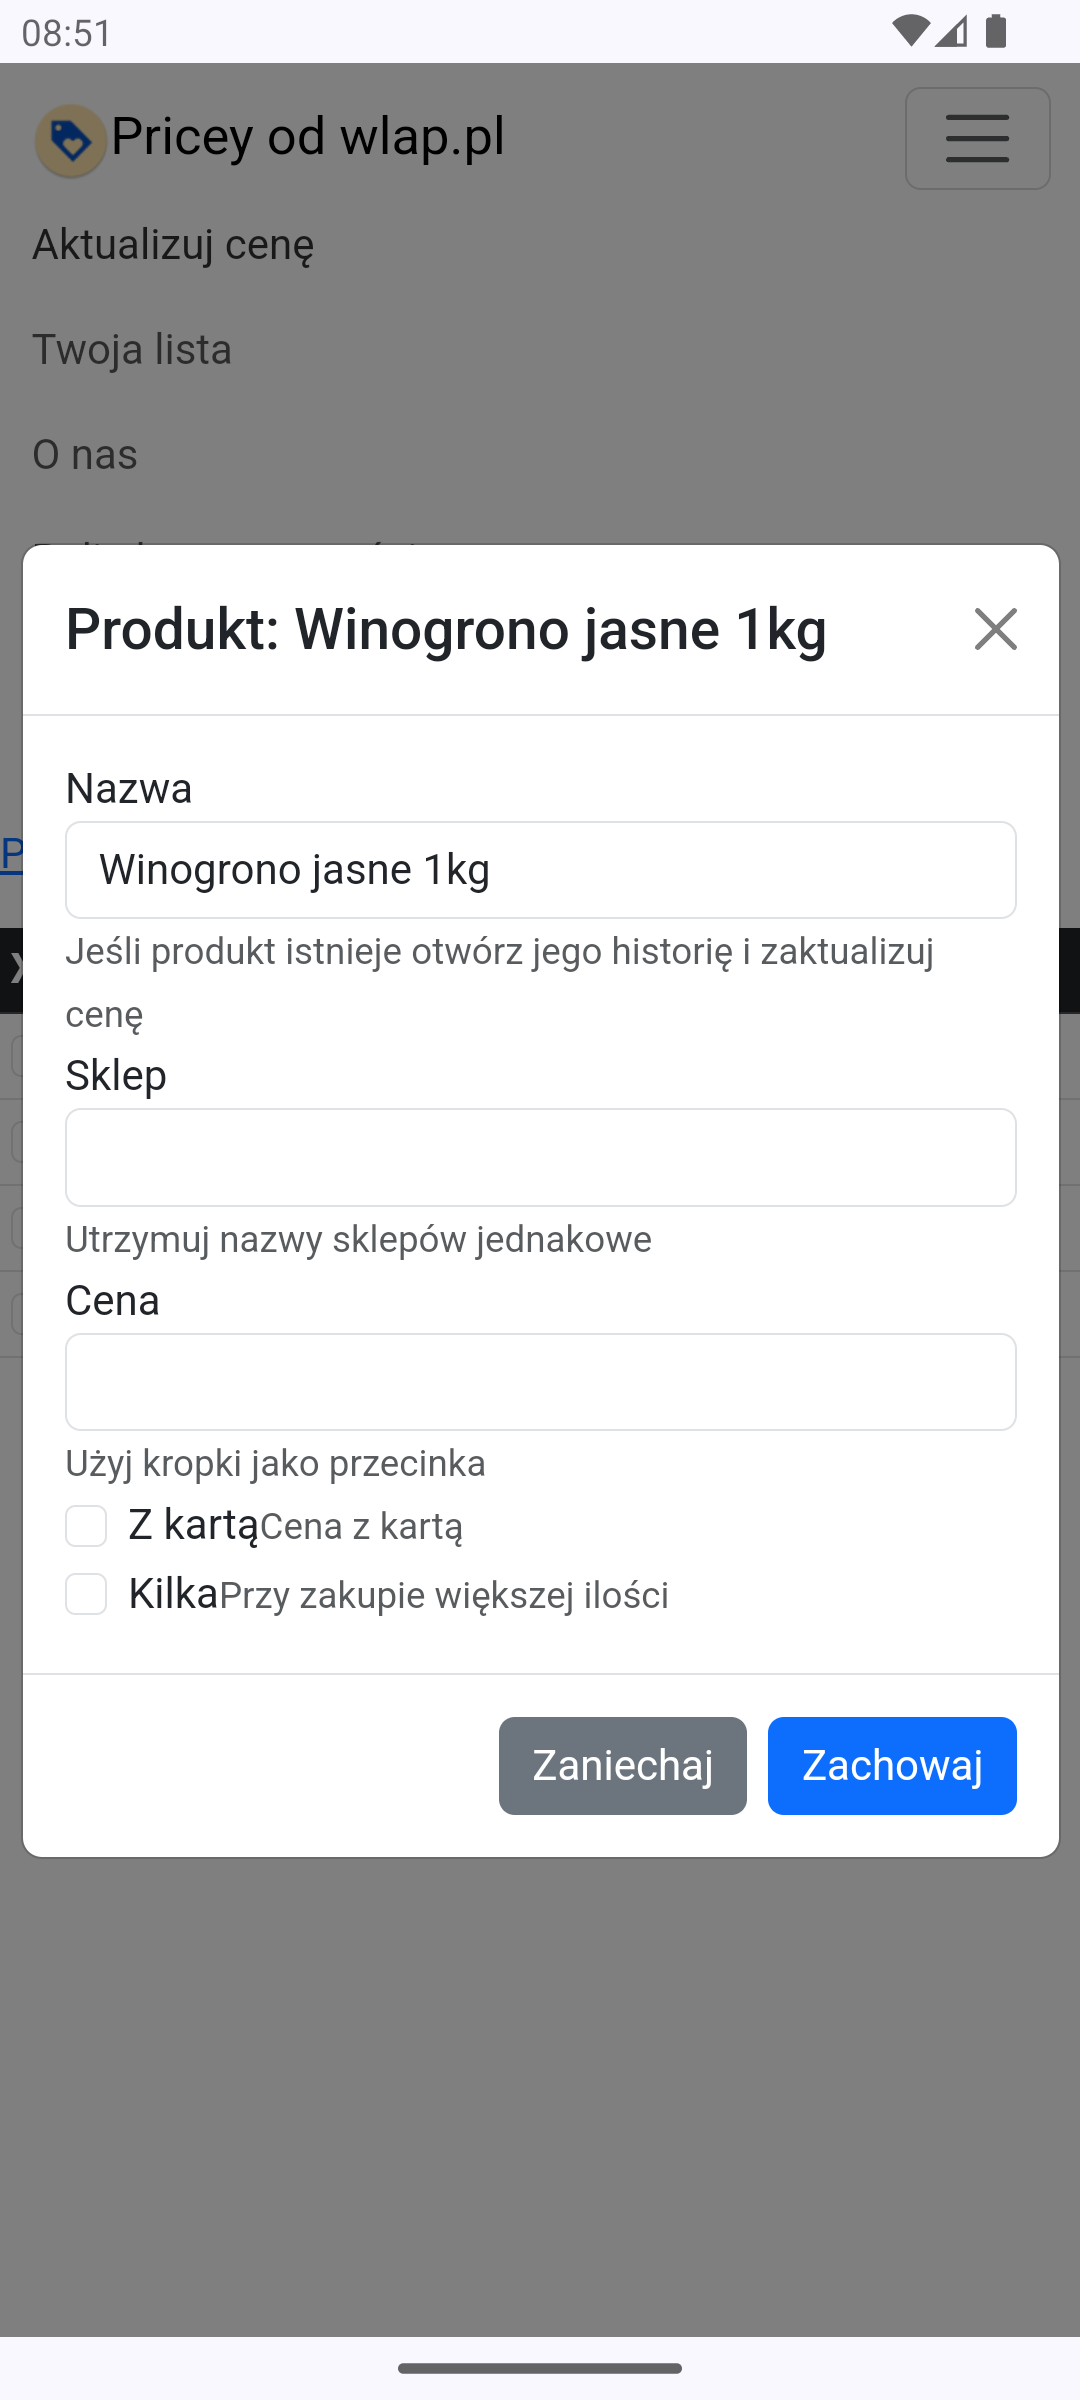 08:51
Pricey od wlap.pl
Aktualizuj cenę
Twoja lista
O nas
Produkt: Winogrono jasne 1kg
Nazwa
Winogrono jasne 1kg
Jeśli produkt istnieje otwórz jego historię i zaktualizuj
cenę
Sklep
Utrzymuj nazwy sklepów jednakowe
Cena
Użyj kropki jako przecinka
Z kartąCena z kartą
KilkaPrzy zakupie większej ilości
Zaniechaj Zachowaj